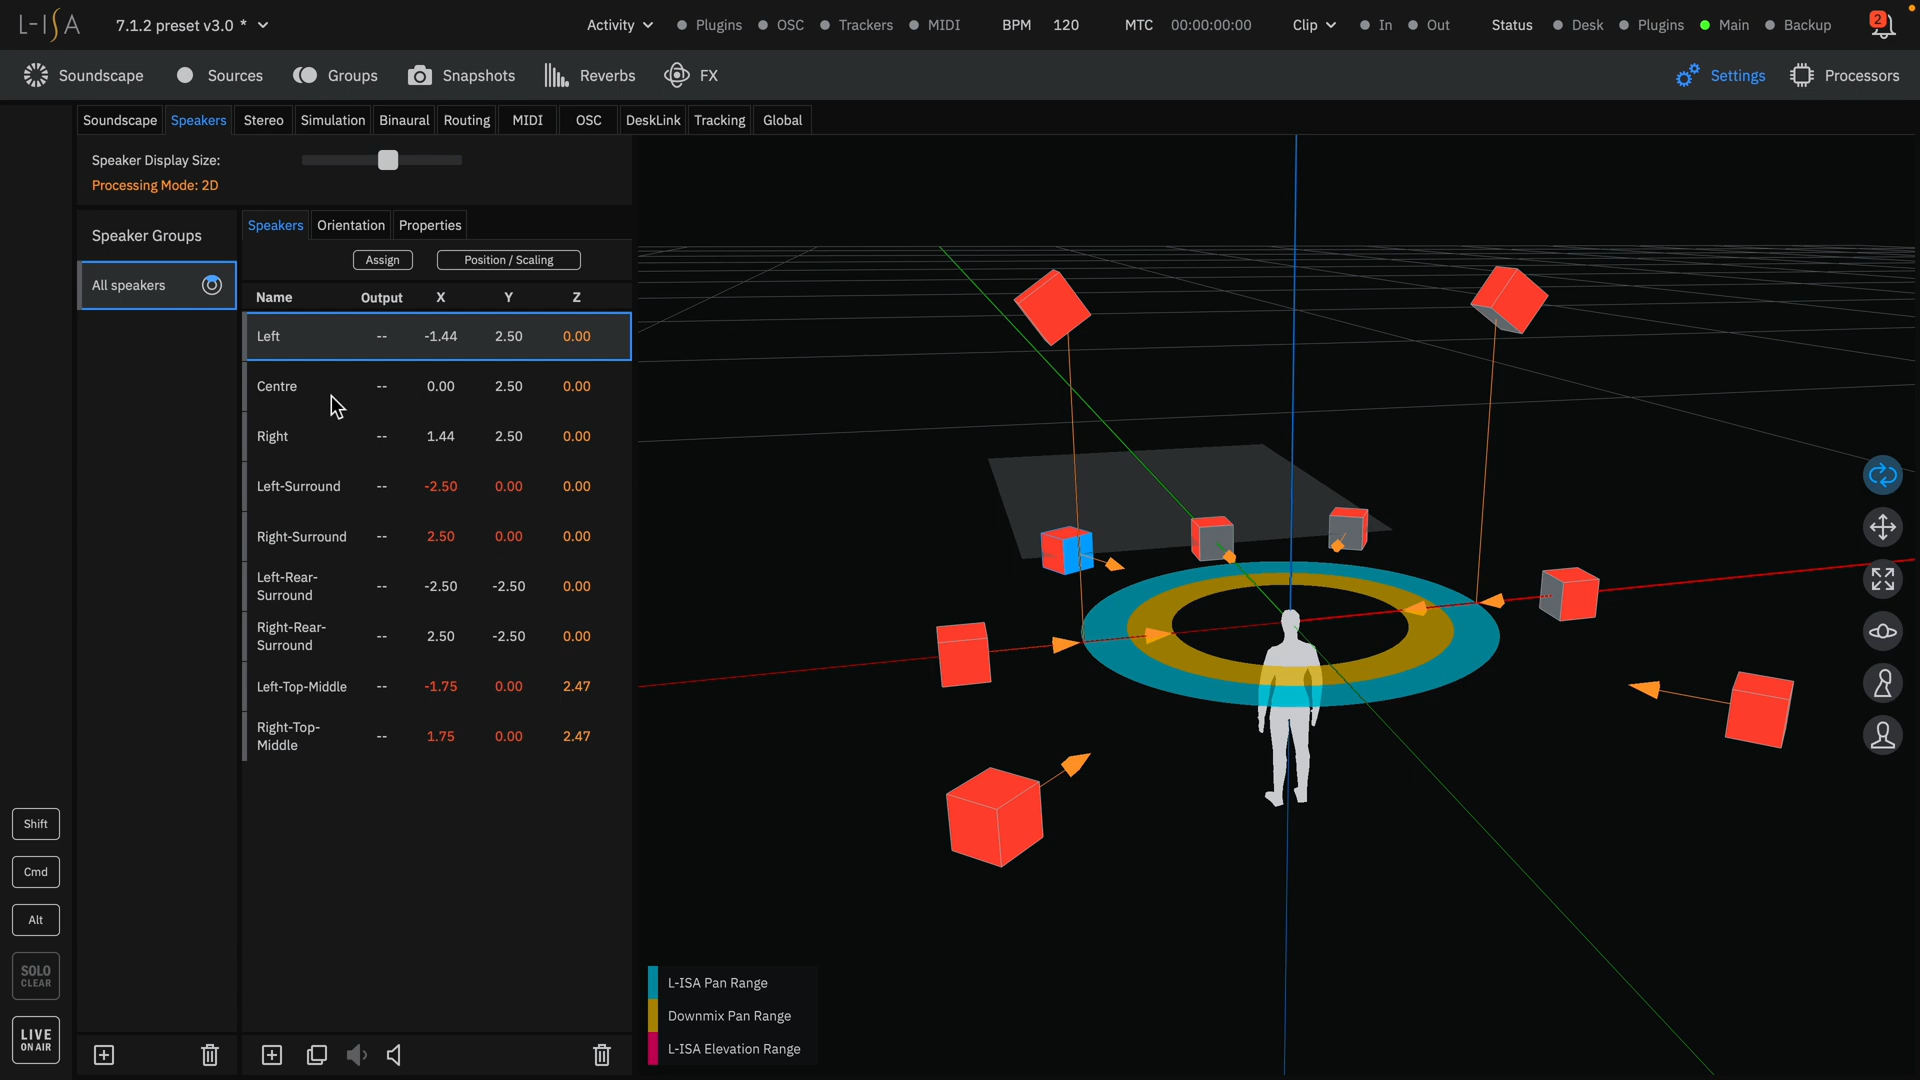 L-ISA
7.1.2 preset v3.0 *
Activity
Plugins
OSC
Trackers
MIDI
BPM 120
MTC 00:00:00:00
Clip
In
Out
Status
Desk
Plugins
Main
Backup
2
Soundscape
Sources
Groups
Snapshots
Reverbs
FX
Settings
Processors
Soundscape
Speakers
Stereo
Simulation
Binaural
Routing
MIDI
OSC
DeskLink
Tracking
Global
Speaker Display Size:
Processing Mode: 2D
Speaker Groups
All speakers
Speakers
Orientation
Properties
Assign
Position / Scaling
Name Output X Y Z
Left -- -1.44 2.50 0.00
Centre -- 0.00 2.50 0.00
Right -- 1.44 2.50 0.00
Left-Surround -- -2.50 0.00 0.00
Right-Surround -- 2.50 0.00 0.00
Left-Rear-
Surround -- -2.50 -2.50 0.00
Right-Rear-
Surround -- 2.50 -2.50 0.00
Left-Top-Middle -- -1.75 0.00 2.47
Right-Top-
Middle -- 1.75 0.00 2.47
Shift
Cmd
Alt
SOLO
CLEAR
LIVE
ON AIR
L-ISA Pan Range
Downmix Pan Range
L-ISA Elevation Range